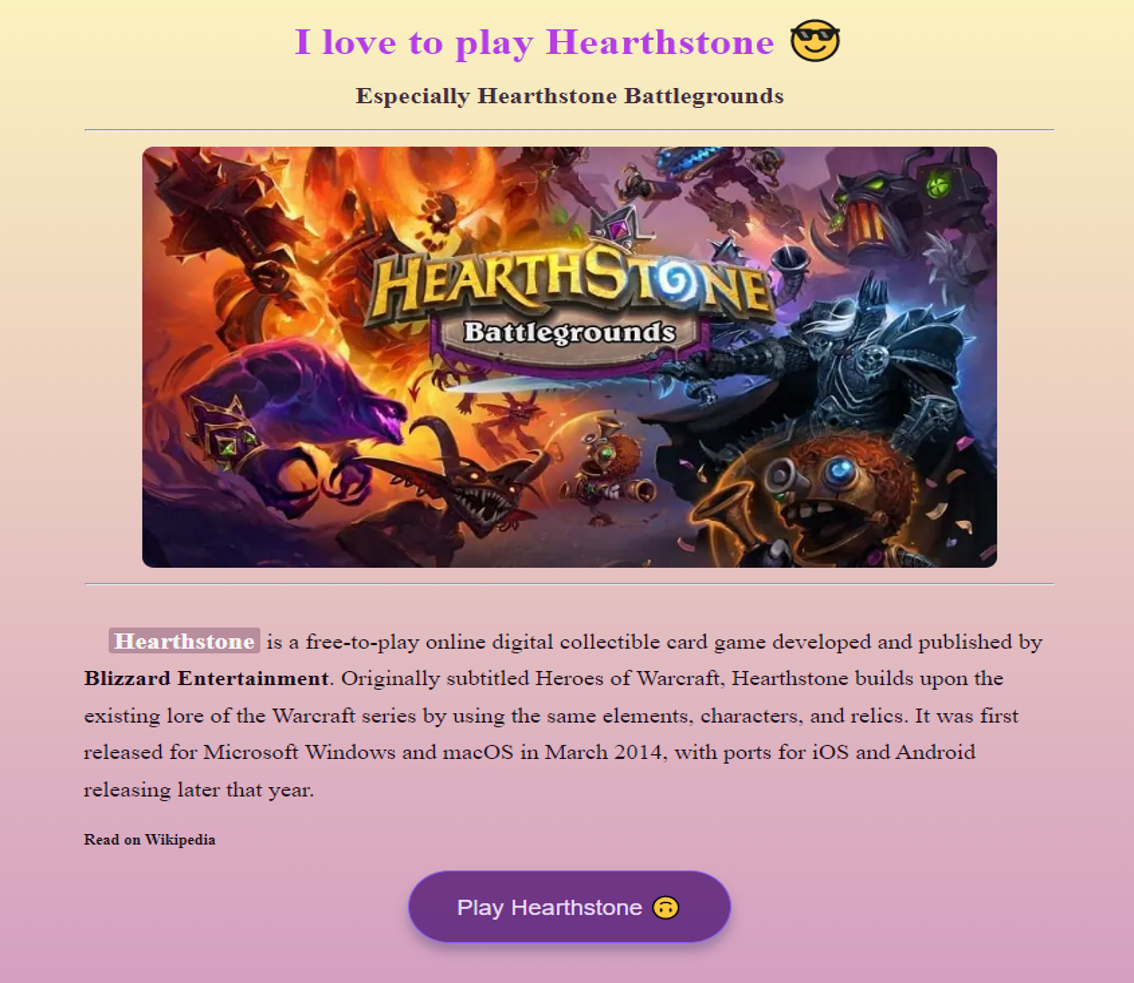 I love to play Hearthstone 😎
Especially Hearthstone Battlegrounds
HEARTHSTONE
Battlegrounds
Hearthstone is a free-to-play online digital collectible card game developed and published by
Blizzard Entertainment. Originally subtitled Heroes of Warcraft, Hearthstone builds upon the
existing lore of the Warcraft series by using the same elements, characters, and relics. It was first
released for Microsoft Windows and macOS in March 2014, with ports for iOS and Android
releasing later that year.
Read on Wikipedia
Play Hearthstone 🙃